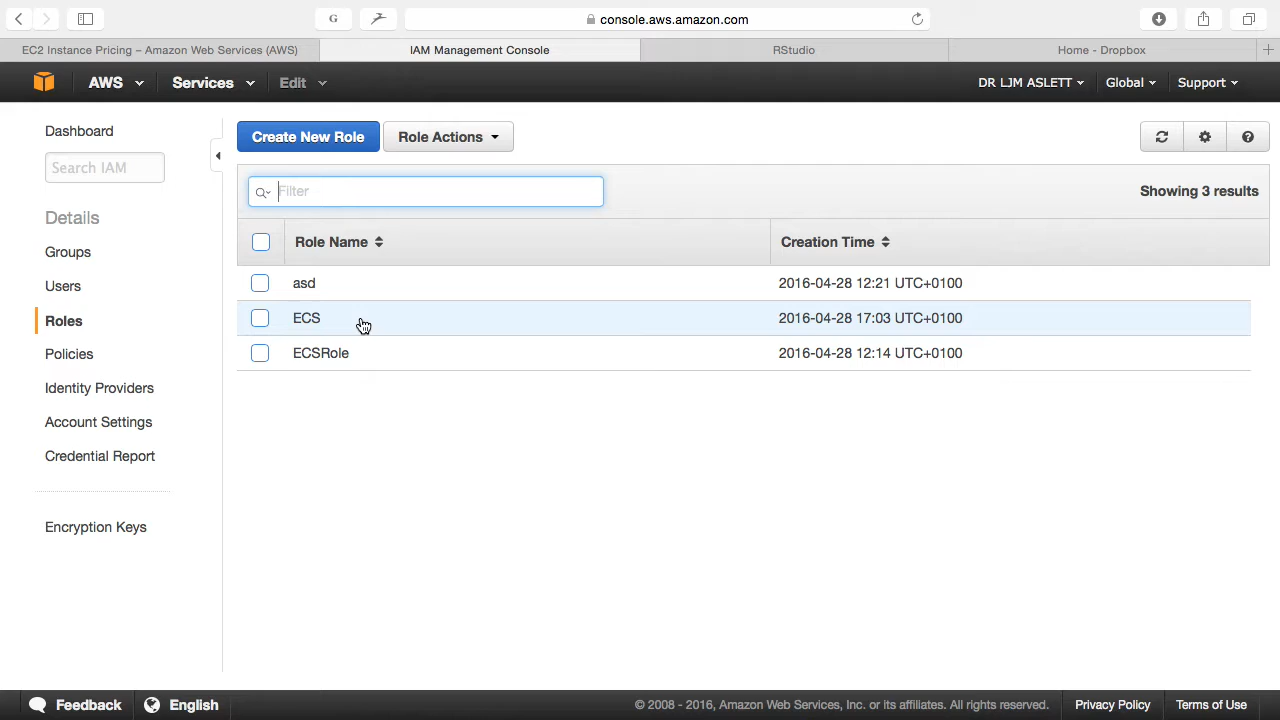 G
console.aws.amazon.com
EC2 Instance Pricing – Amazon Web Services (AWS)
IAM Management Console
RStudio
Home - Dropbox
AWS
Services
Edit
DR LJM ASLETT
Global
Support
Dashboard
Search IAM
Details
Groups
Users
Roles
Policies
Identity Providers
Account Settings
Credential Report
Encryption Keys
Create New Role
Role Actions
Filter
Showing 3 results
Role Name
Creation Time
asd 2016-04-28 12:21 UTC+0100
ECS 2016-04-28 17:03 UTC+0100
ECSRole 2016-04-28 12:14 UTC+0100
Feedback
English
© 2008 - 2016, Amazon Web Services, Inc. or its affiliates. All rights reserved.
Privacy Policy
Terms of Use